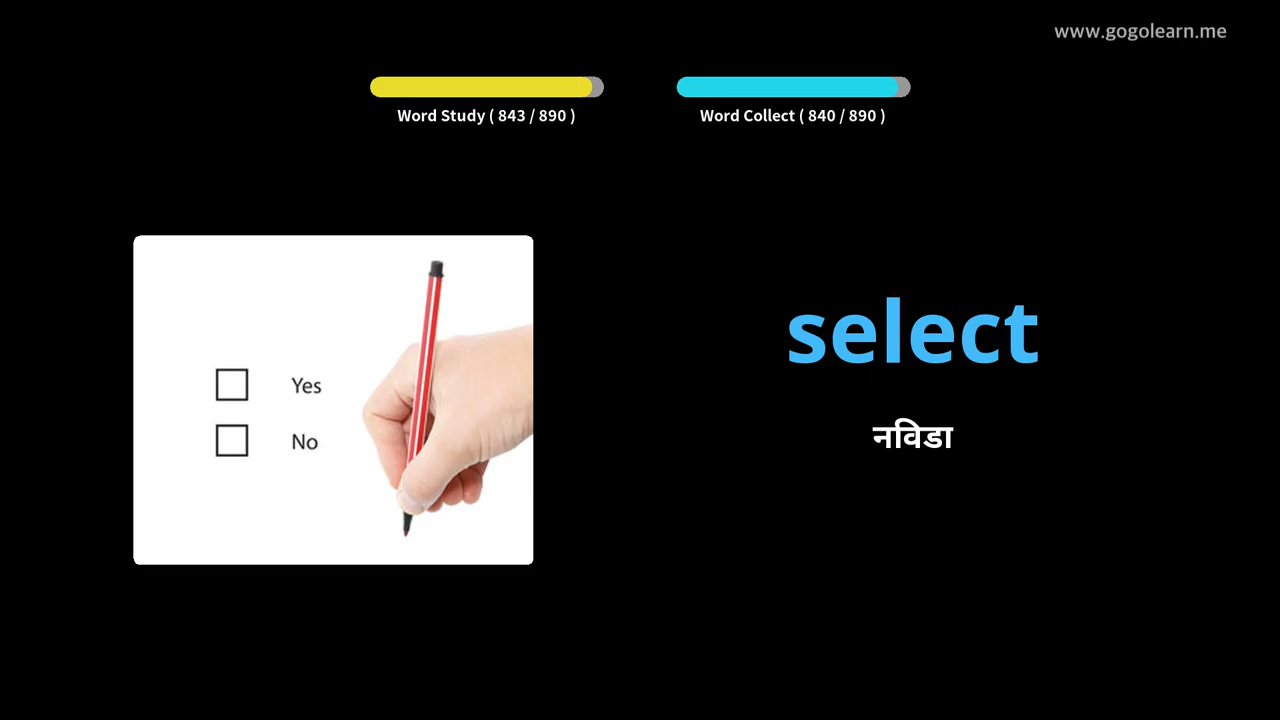 www.gogolearn.me
Word Study ( 843 / 890 )
Word Collect ( 840 / 890 )
select
नविडा
Yes
No